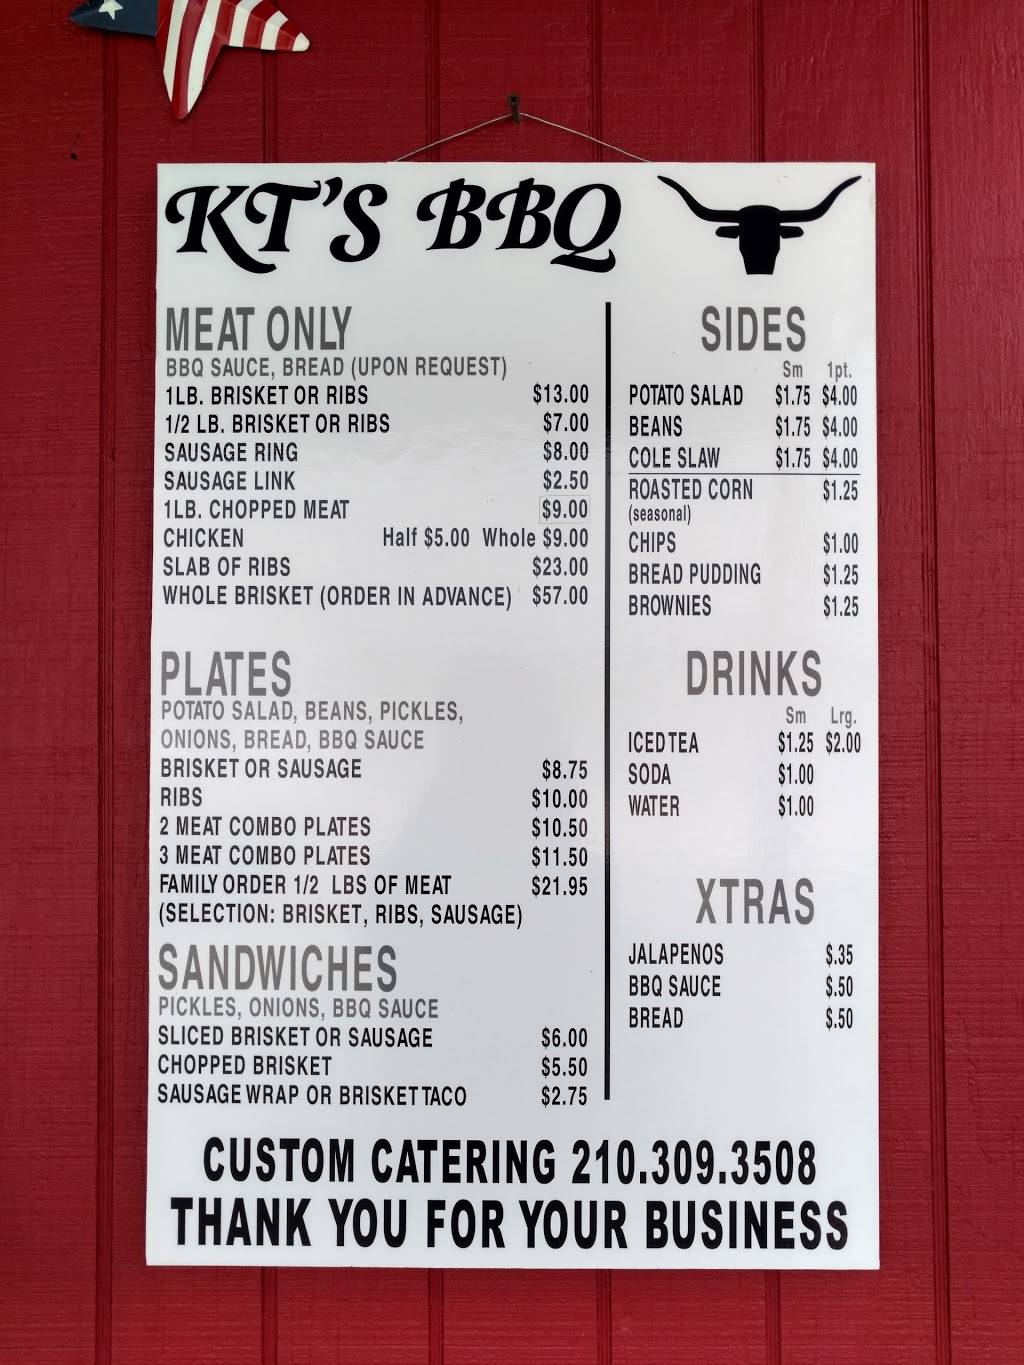 KT'S BBQ
MEAT ONLY
BBQ SAUCE, BREAD (UPON REQUEST)
1LB. BRISKET OR RIBS $13.00
1/2 LB. BRISKET OR RIBS $7.00
SAUSAGE RING $8.00
SAUSAGE LINK $2.50
1LB. CHOPPED MEAT $9.00
CHICKEN Half $5.00 Whole $9.00
SLAB OF RIBS $23.00
WHOLE BRISKET (ORDER IN ADVANCE) $57.00
PLATES
POTATO SALAD, BEANS, PICKLES,
ONIONS, BREAD, BBQ SAUCE
BRISKET OR SAUSAGE $8.75
RIBS $10.00
2 MEAT COMBO PLATES $10.50
3 MEAT COMBO PLATES $11.50
FAMILY ORDER 1/2 LBS OF MEAT $21.95
(SELECTION: BRISKET, RIBS, SAUSAGE)
SANDWICHES
PICKLES, ONIONS, BBQ SAUCE
SLICED BRISKET OR SAUSAGE $6.00
CHOPPED BRISKET $5.50
SAUSAGE WRAP OR BRISKET TACO $2.75
SIDES
Sm 1pt.
POTATO SALAD $1.75 $4.00
BEANS $1.75 $4.00
COLE SLAW $1.75 $4.00
ROASTED CORN $1.25
(seasonal)
CHIPS $1.00
BREAD PUDDING $1.25
BROWNIES $1.25
DRINKS
Sm Lrg.
ICED TEA $1.25 $2.00
SODA $1.00
WATER $1.00
XTRAS
JALAPENOS $.35
BBQ SAUCE $.50
BREAD $.50
CUSTOM CATERING 210.309.3508
THANK YOU FOR YOUR BUSINESS